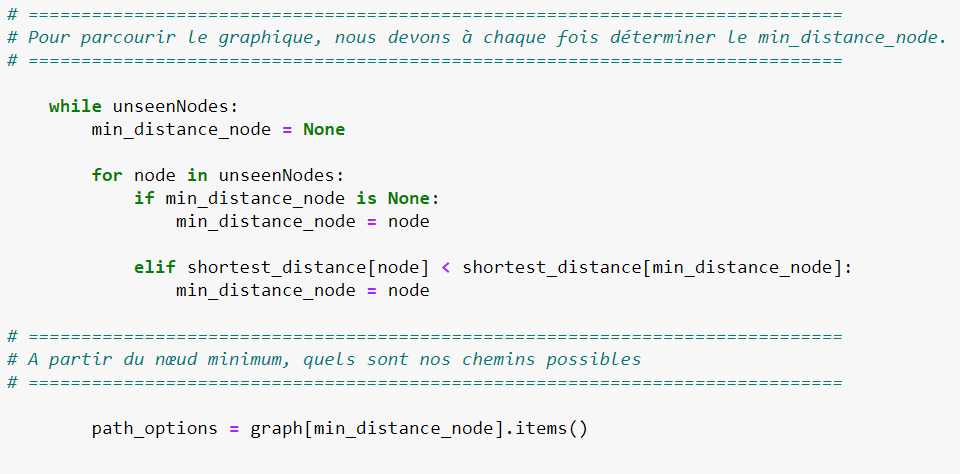 # =============================================================================
# Pour parcourir le graphique, nous devons à chaque fois déterminer le min_distance_node.
# =============================================================================
while unseenNodes:
min_distance_node = None
for node in unseenNodes:
if min_distance_node is None:
min_distance_node = node
elif shortest_distance[node] < shortest_distance[min_distance_node]:
min_distance_node = node
# =============================================================================
# A partir du nœud minimum, quels sont nos chemins possibles
# =============================================================================
path_options = graph[min_distance_node].items()